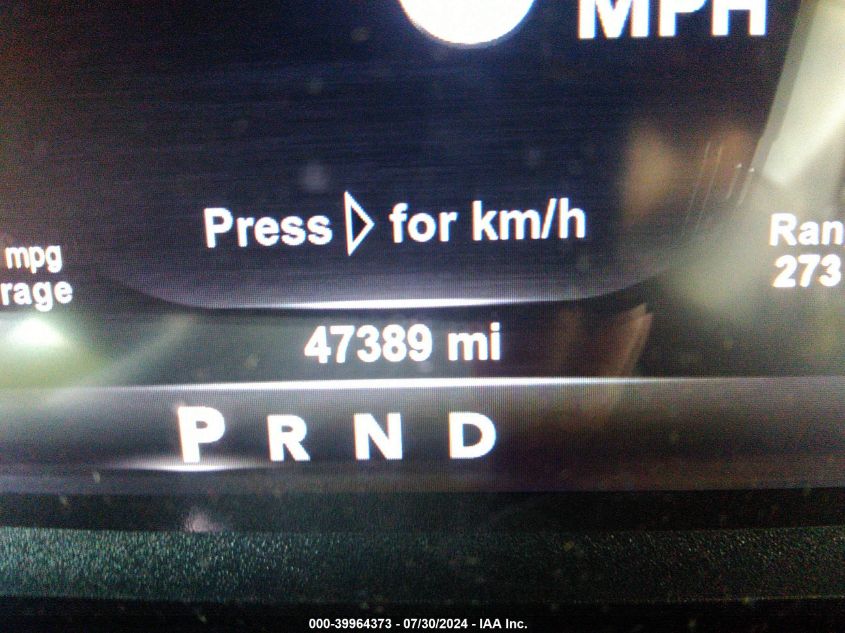 MPH
Press ▷ for km/h
mpg
rage
Ran
273
47389 mi
P R N D
000-39964373 - 07/30/2024 - IAA Inc.